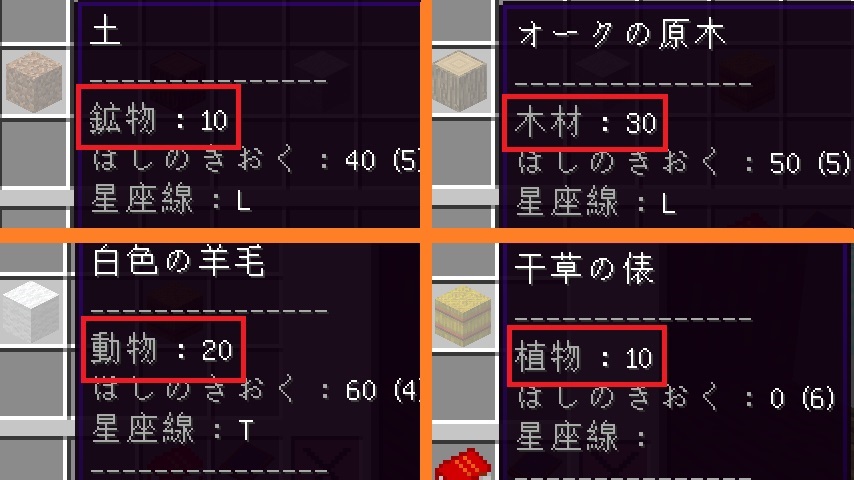 土
鉱物 : 10
ほしのきおく : 40 (5)
星座線 : L
オークの原木
木材 : 30
ほしのきおく : 50 (5)
星座線 : L
白色の羊毛
動物 : 20
ほしのきおく : 60 (4)
星座線 : T
干草の俵
植物 : 10
ほしのきおく : 0 (6)
星座線 :